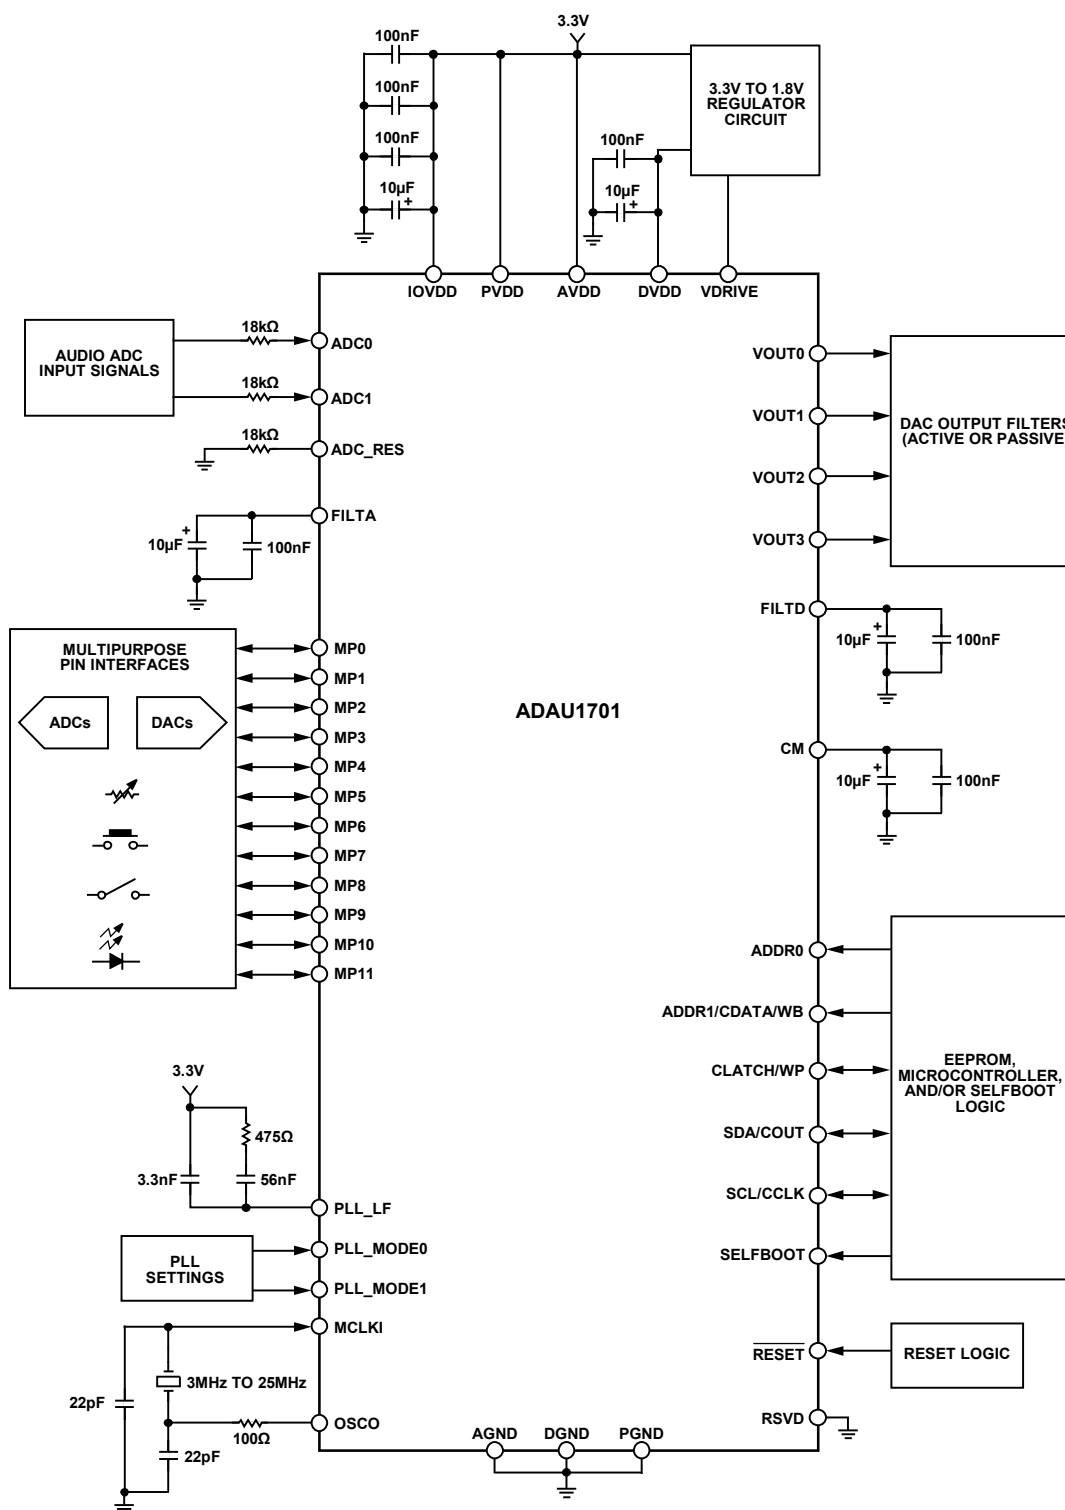 3.3V
100nF
100nF
100nF
10µF
+
3.3V TO 1.8V
REGULATOR
CIRCUIT
100nF
10µF
+
IOVDD
PVDD
AVDD
DVDD
VDRIVE
AUDIO ADC
INPUT SIGNALS
18kΩ
ADC0
18kΩ
ADC1
18kΩ
ADC_RES
FILTA
+
10µF
100nF
MULTIPURPOSE
PIN INTERFACES
ADCs
DACs
MP0
MP1
MP2
MP3
MP4
MP5
MP6
MP7
MP8
MP9
MP10
MP11
ADAU1701
3.3V
475Ω
3.3nF
56nF
PLL_LF
PLL
SETTINGS
PLL_MODE0
PLL_MODE1
MCLKI
3MHz TO 25MHz
22pF
100Ω
OSCO
22pF
AGND
DGND
PGND
VOUT0
VOUT1
VOUT2
VOUT3
DAC OUTPUT FILTERS
(ACTIVE OR PASSIVE)
FILTD
+
10µF
100nF
CM
+
10µF
100nF
ADDR0
ADDR1/CDATA/WB
CLATCH/WP
SDA/COUT
SCL/CCLK
SELFBOOT
EEPROM,
MICROCONTROLLER,
AND/OR SELFBOOT
LOGIC
RESET
RESET LOGIC
RSVD